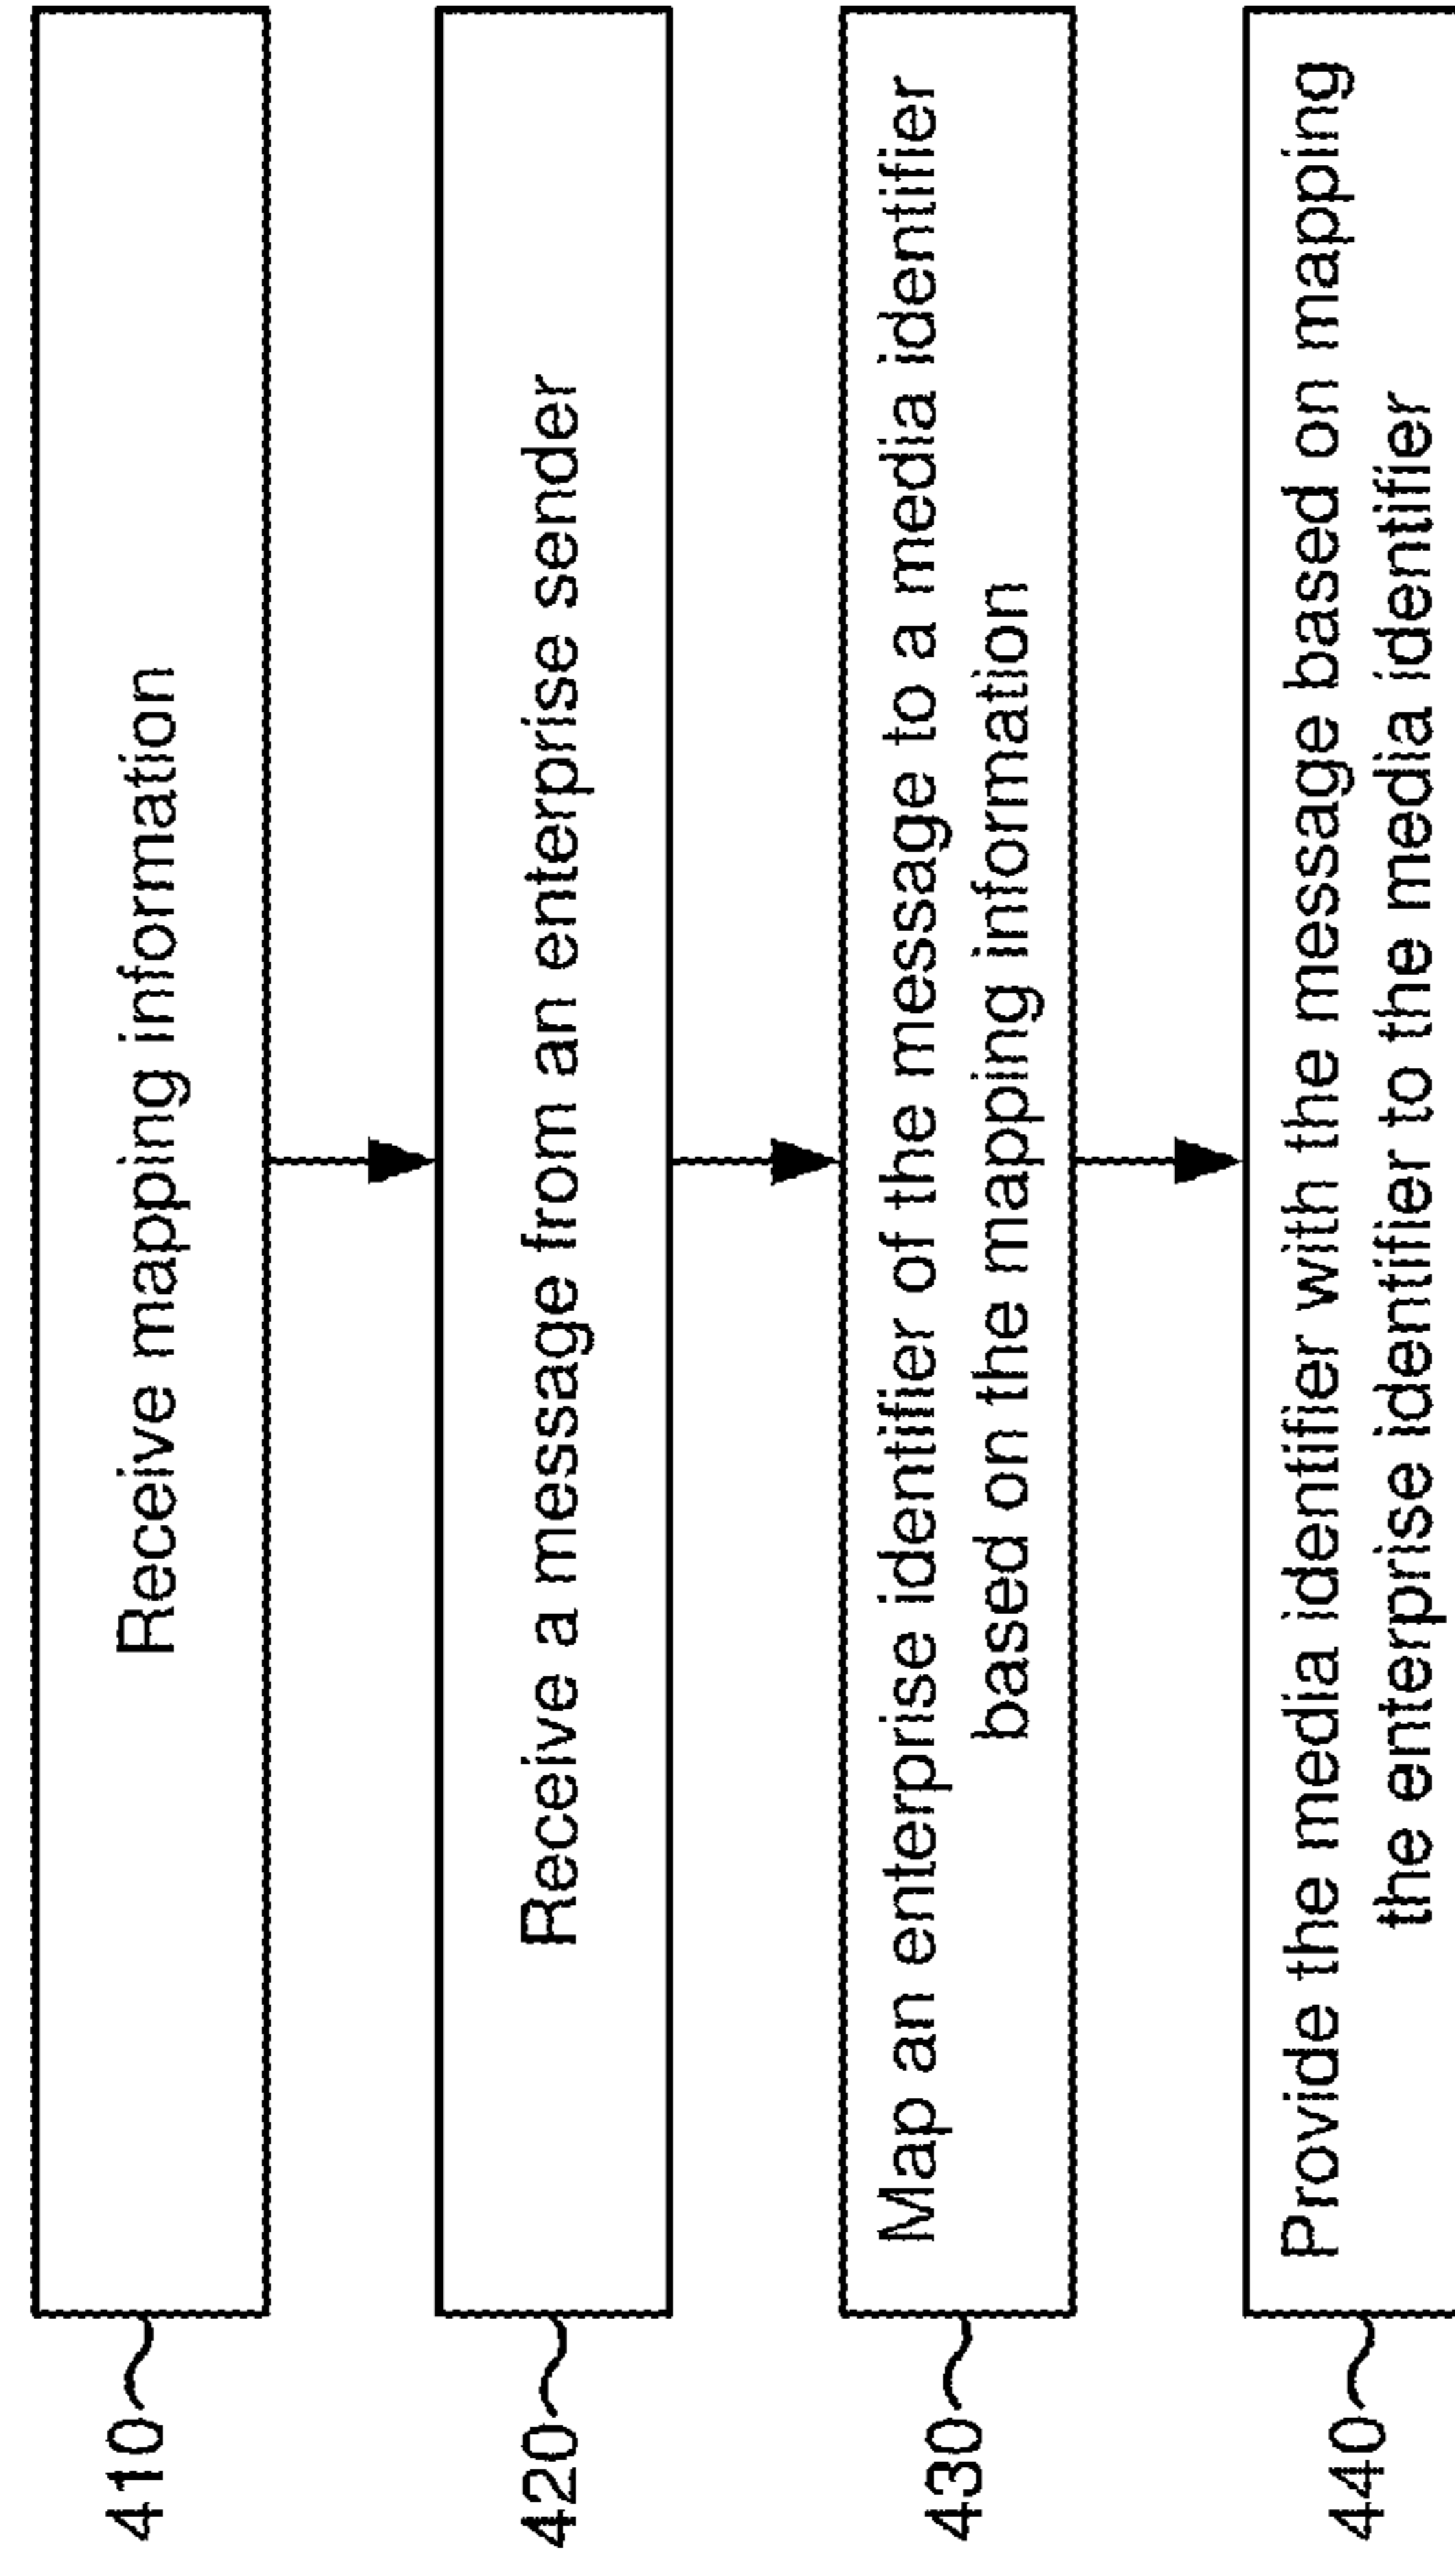 410
Receive mapping information
420
Receive a message from an enterprise sender
430
Map an enterprise identifier of the message to a media identifier
based on the mapping information
440
Provide the media identifier with the message based on mapping
the enterprise identifier to the media identifier